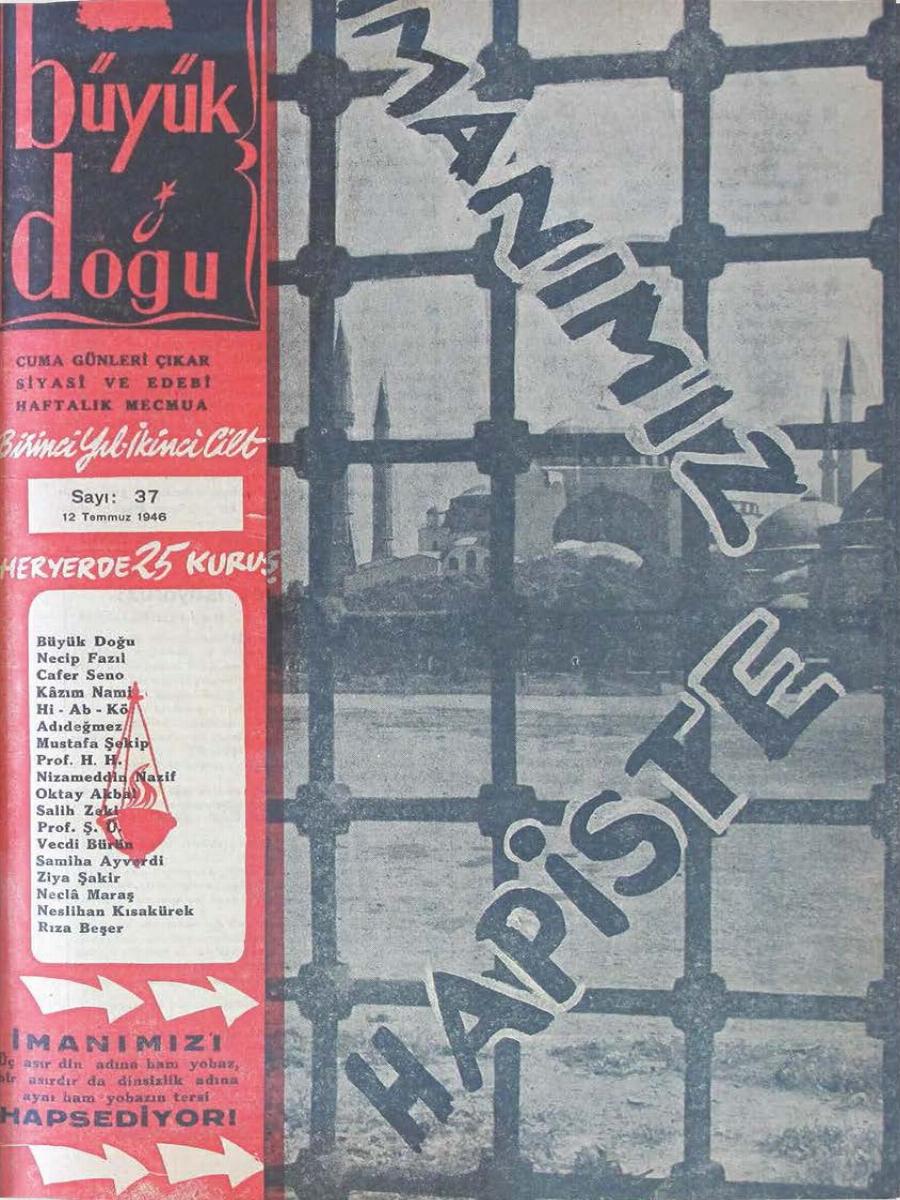 büyük
doğu
CUMA GÜNLERİ ÇIKAR
SİYASİ VE EDEBİ
HAFTALIK MECMUA
Birinci Yıl-İkinci Cilt
Sayı: 37
12 Temmuz 1946
HERYERDE 25 KURUŞ
Büyük Doğu
Necip Fazıl
Cafer Seno
Kâzım Nami
Hi - Ab - Kö
Adıdeğmez
Mustafa Şekip
Prof. H. H.
Nizameddin Nazif
Oktay Akbal
Salih Zeki
Prof. Ş. Ü.
Vecdi Bürün
Samiha Ayverdi
Ziya Şakir
Neclâ Maraş
Neslihan Kısakürek
Rıza Beşer
İMANIMIZ'I
Üç asır din adına ham yobaz,
bir asırdır da dinsizlik adına
aynı ham yobazın tersi
HAPSEDİYOR!
MANIMIZ
HAPİSTE